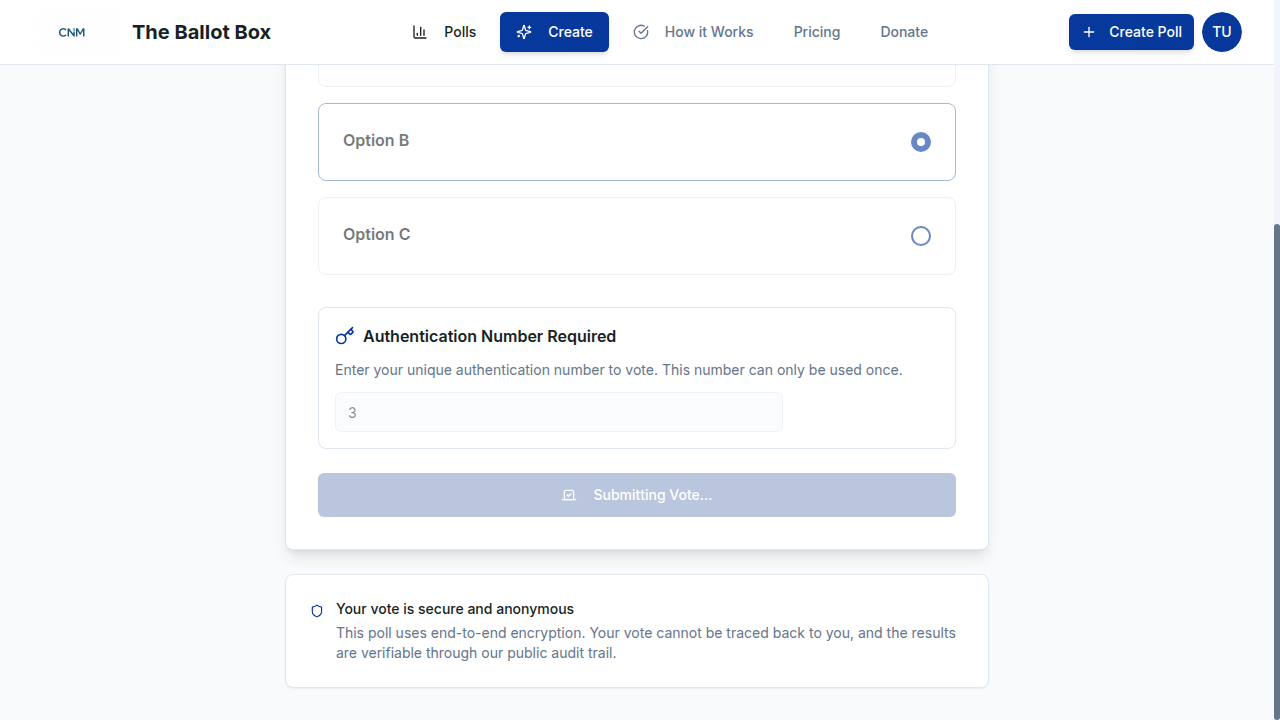 CNM
The Ballot Box
Polls
Create
How it Works
Pricing
Donate
Create Poll
TU
Option B
Option C
Authentication Number Required
Enter your unique authentication number to vote. This number can only be used once.
3
Submitting Vote...
Your vote is secure and anonymous
This poll uses end-to-end encryption. Your vote cannot be traced back to you, and the results
are verifiable through our public audit trail.